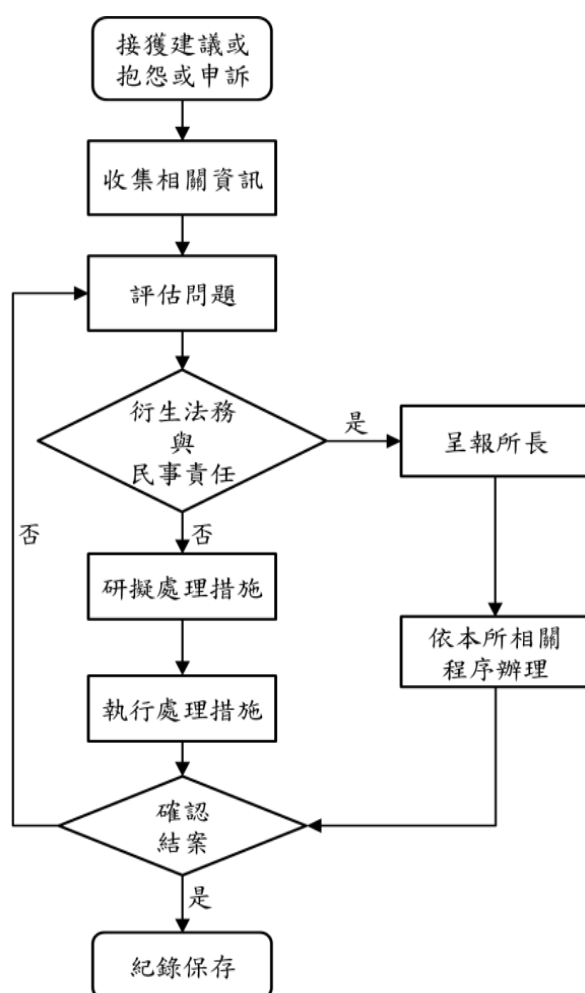 接獲建議或
抱怨或申訴
收集相關資訊
評估問題
衍生法務
與
民事責任
是
呈報所長
否
否
研擬處理措施
依本所相關
程序辦理
執行處理措施
確認
結案
是
紀錄保存